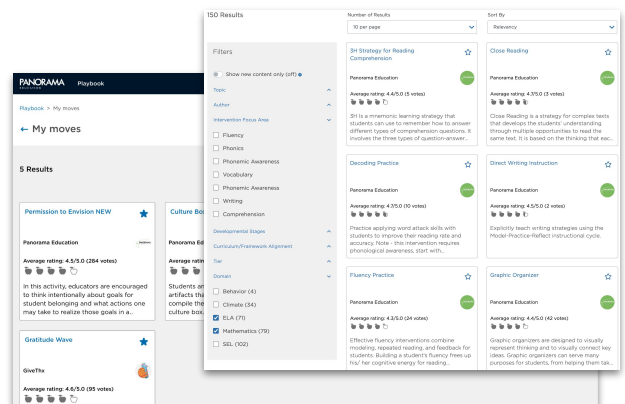 150 Results
Number of Results
10 per page
Sort By
Relevancy
Filters
Show new content only (off)
Topic
Author
Intervention Focus Area
Fluency
Phonics
Phonemic Awareness
Vocabulary
Phonemic Awareness
Writing
Comprehension
Developmental Stages
Curriculum/Framework Alignment
Tier
Domain
Behavior (4)
Climate (34)
ELA (71)
Mathematics (79)
SEL (102)
3H Strategy for Reading
Comprehension
Panorama Education
Average rating: 4.4/5.0 (5 votes)
3H is a mnemonic learning strategy that
students can use to remember how to answer
different types of comprehension questions. It
involves the three types of question-answer...
Close Reading
Panorama Education
Average rating: 4.7/5.0 (3 votes)
Close Reading is a strategy for complex texts
that develops the students' understanding
through multiple opportunities to read the
same text. It is based on the thinking that eac...
Decoding Practice
Panorama Education
Average rating: 4.7/5.0 (10 votes)
Practice applying word attack skills with
students to improve their reading rate and
accuracy. Note - this intervention requires
phonological awareness, start with...
Direct Writing Instruction
Panorama Education
Average rating: 4.5/5.0 (2 votes)
Explicitly teach writing strategies using the
Model-Practice-Reflect instructional cycle.
Fluency Practice
Panorama Education
Average rating: 4.3/5.0 (24 votes)
Effective fluency interventions combine
modeling, repeated reading, and feedback for
students. Building a student's fluency frees up
his/ her cognitive energy for reading...
Graphic Organizer
Panorama Education
Average rating: 4.4/5.0 (42 votes)
Graphic organizers are designed to visually
represent thinking and to visually connect key
ideas. Graphic organizers can serve many
purposes for students, from helping them tak...
PANORAMA
EDUCATION
Playbook
Playbook > My moves
← My moves
5 Results
Permission to Envision NEW
Panorama Education
Average rating: 4.5/5.0 (284 votes)
In this activity, educators are encouraged
to think intentionally about goals for
student belonging and what actions one
may take to realize those goals in a..
Culture Bo
Panorama Ed
Average rati
Students an
artifacts tha
compile the
culture box.
Gratitude Wave
GiveThx
Average rating: 4.6/5.0 (95 votes)